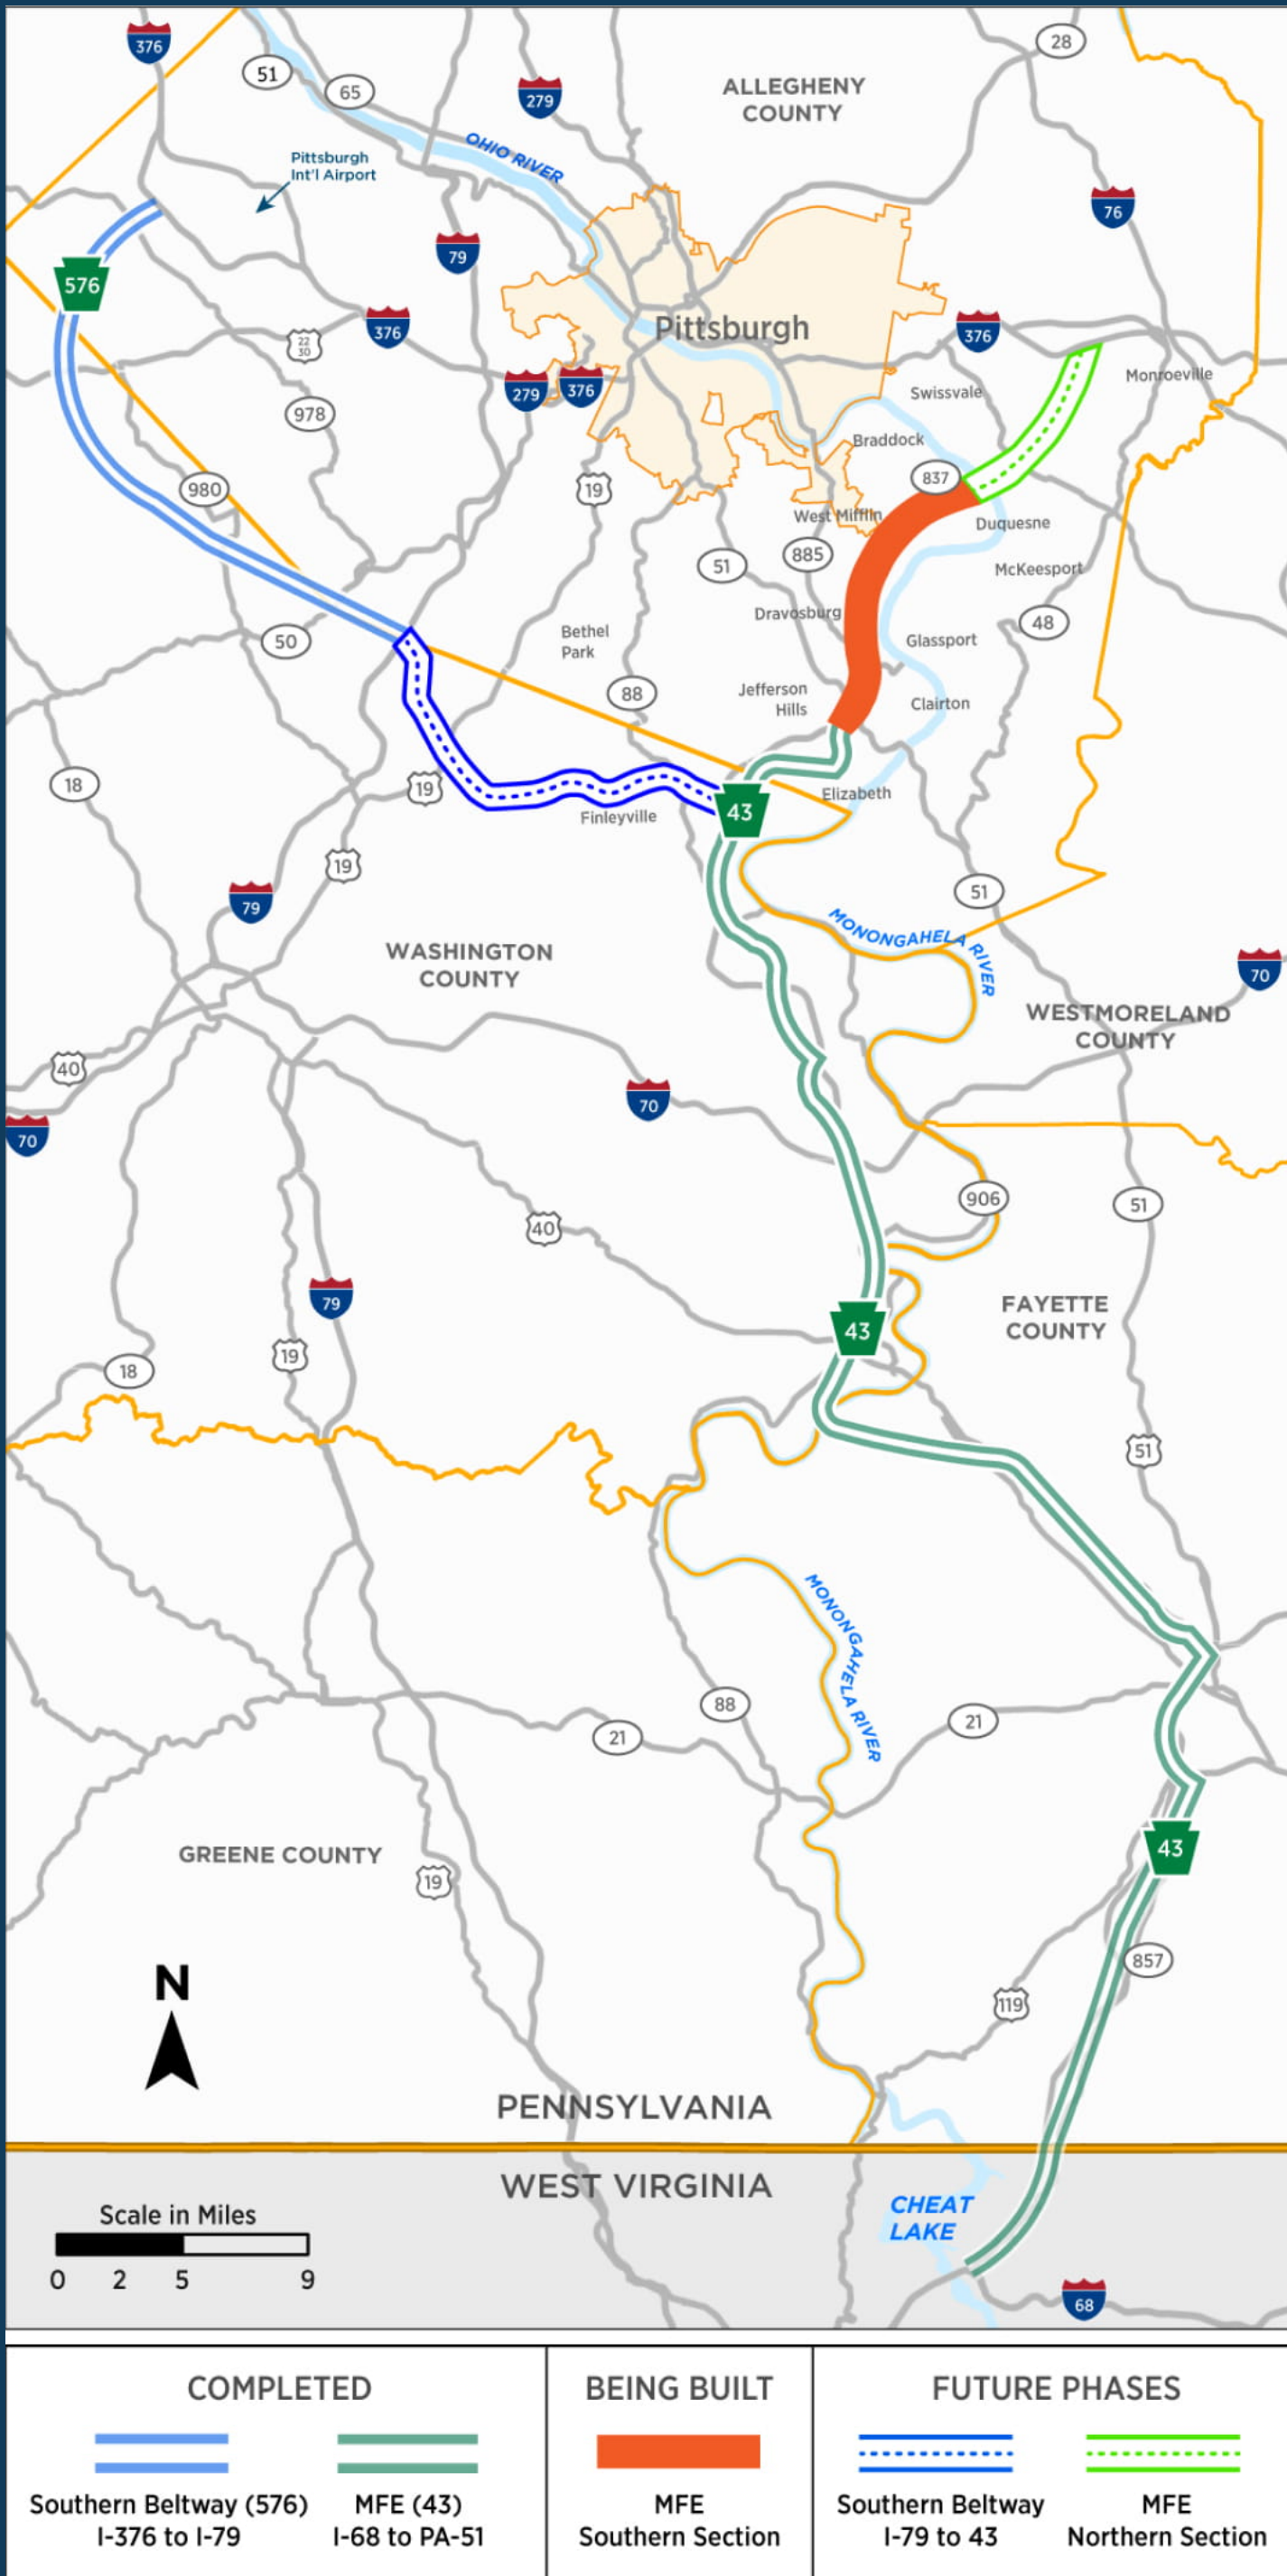 376
51
65
28
279
ALLEGHENY
COUNTY
OHIO RIVER
Pittsburgh
Int'l Airport
76
79
576
376
22
30
Pittsburgh
376
279
376
Monroeville
Swissvale
978
Braddock
837
980
19
West Mifflin
Duquesne
51
885
McKeesport
Dravosburg
48
50
Bethel
Park
Glassport
88
Jefferson
Hills
Clairton
18
19
Elizabeth
43
Finleyville
19
79
51
MONONGAHELA RIVER
WASHINGTON
COUNTY
70
WESTMORELAND
COUNTY
40
70
70
906
51
40
79
FAYETTE
COUNTY
43
19
18
51
MONONGAHELA RIVER
88
21
21
GREENE COUNTY
43
19
857
N
119
PENNSYLVANIA
WEST VIRGINIA
CHEAT
LAKE
Scale in Miles
0 2 5 9
68
COMPLETED
Southern Beltway (576)
I-376 to I-79
MFE (43)
I-68 to PA-51
BEING BUILT
MFE
Southern Section
FUTURE PHASES
Southern Beltway
I-79 to 43
MFE
Northern Section